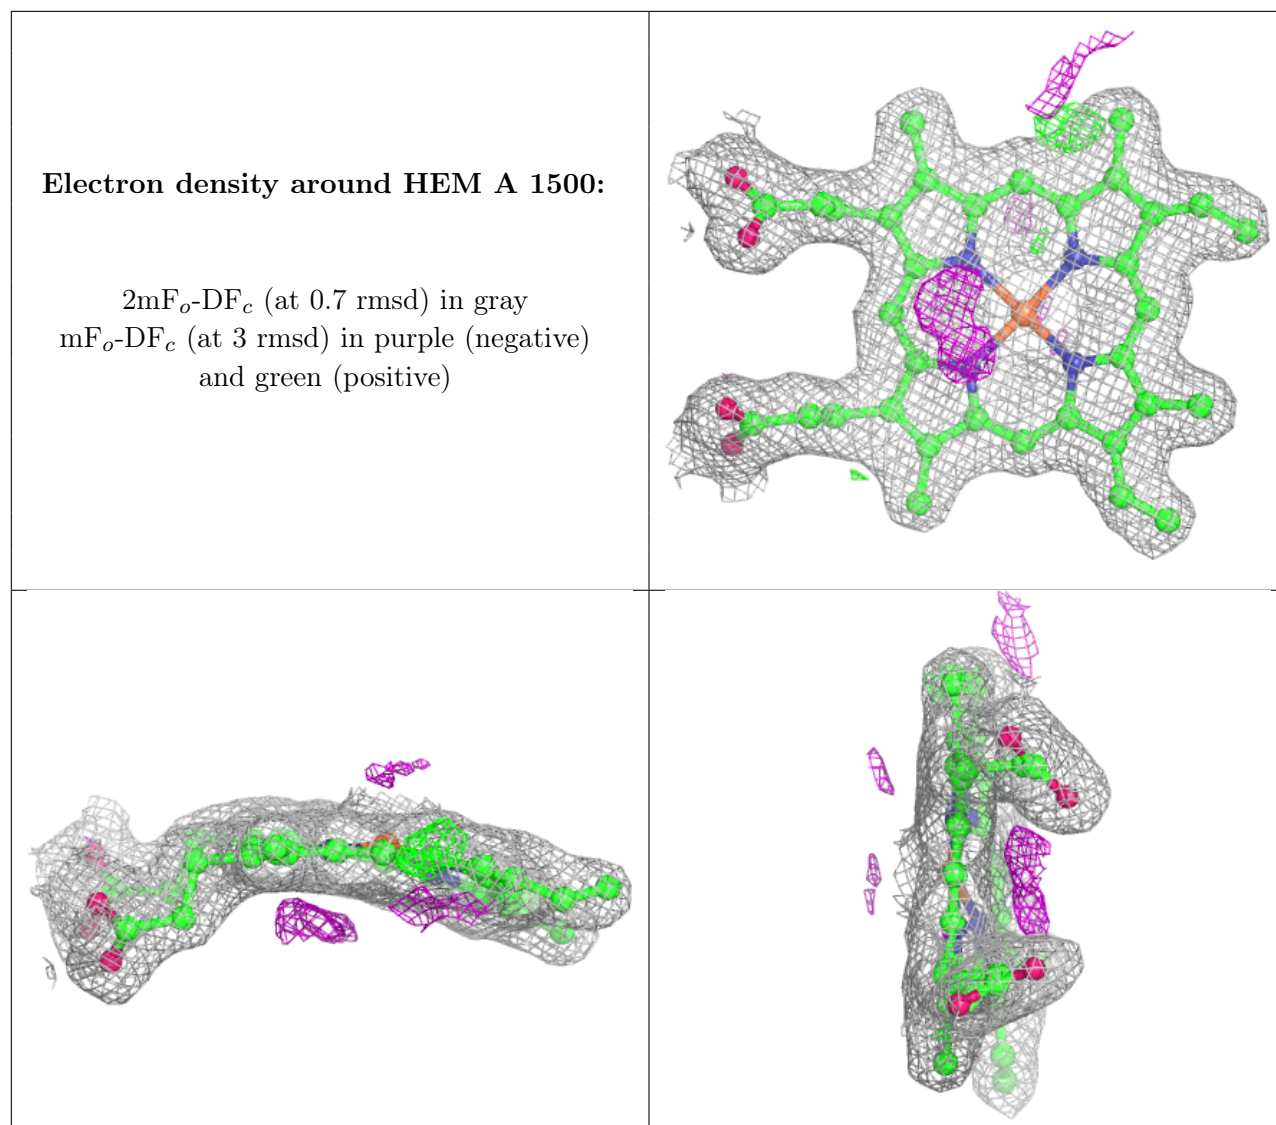 Electron density around HEM A 1500:
2mFₒ-DF𝒸 (at 0.7 rmsd) in gray
mFₒ-DF𝒸 (at 3 rmsd) in purple (negative)
and green (positive)